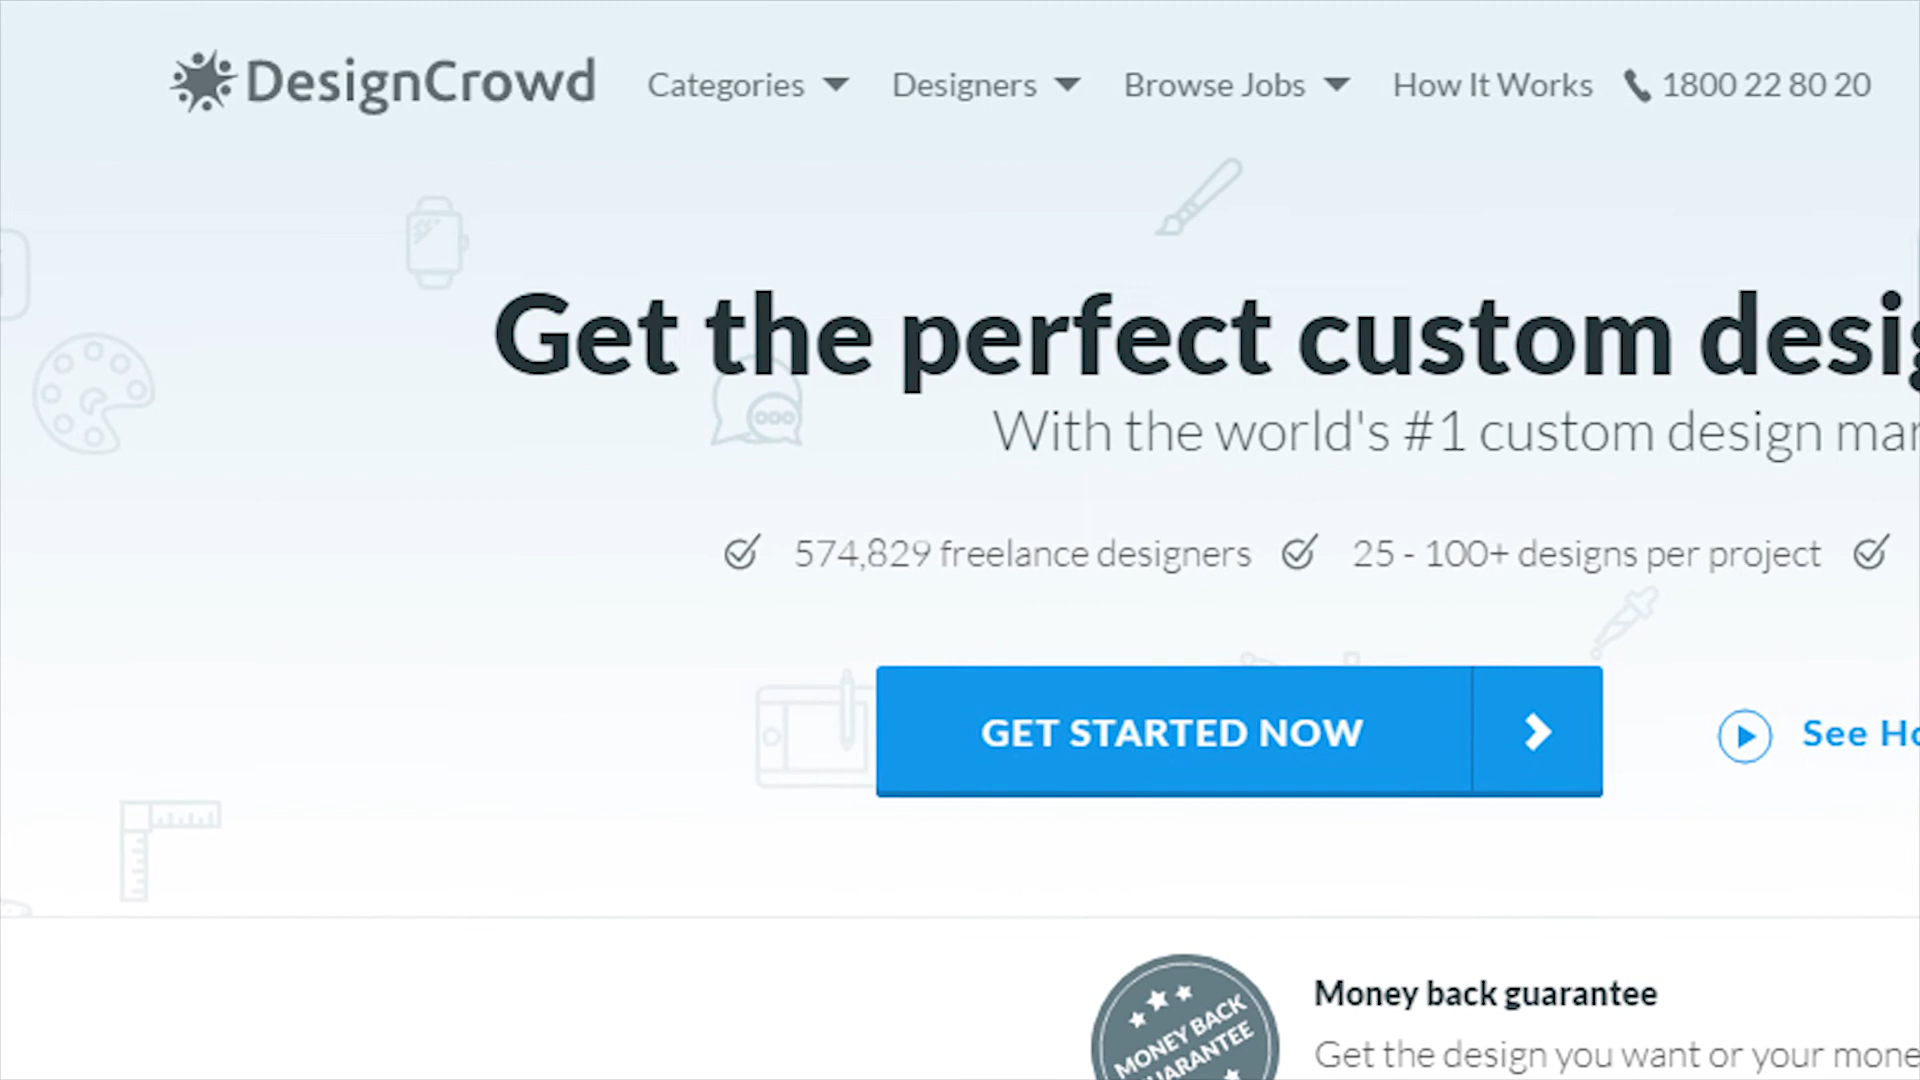 DesignCrowd Categories Designers Browse Jobs How It Works 1800 22 80 20
Get the perfect custom desig
With the world's #1 custom design mar
574,829 freelance designers 25 - 100+ designs per project
GET STARTED NOW
See Ho
Money back guarantee
Get the design you want or your mone
MONEY BACK
GUARANTEE